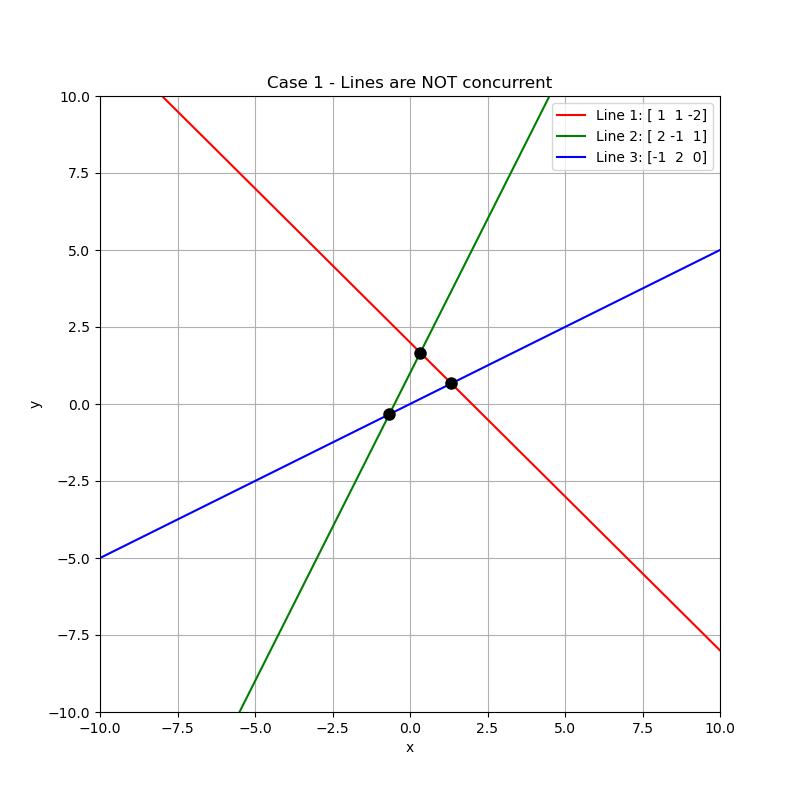 Case 1 - Lines are NOT concurrent
Line 1: [ 1  1 -2]
Line 2: [ 2 -1  1]
Line 3: [-1  2  0]
y
10.0
7.5
5.0
2.5
0.0
−2.5
−5.0
−7.5
−10.0
−10.0 −7.5 −5.0 −2.5 0.0 2.5 5.0 7.5 10.0
x